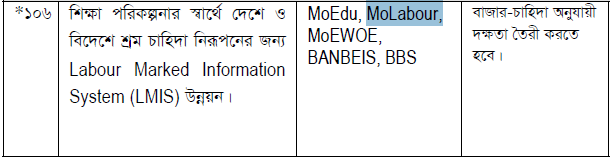 *১০৬
শিক্ষা পরিকল্পনার স্বার্থে দেশে ও
বিদেশে শ্রম চাহিদা নিরূপনের জন্য
Labour Marked Information
System (LMIS) উন্নয়ন।
MoEdu, MoLabour,
MoEWOE,
BANBEIS, BBS
বাজার-চাহিদা অনুযায়ী
দক্ষতা তৈরী করতে
হবে।